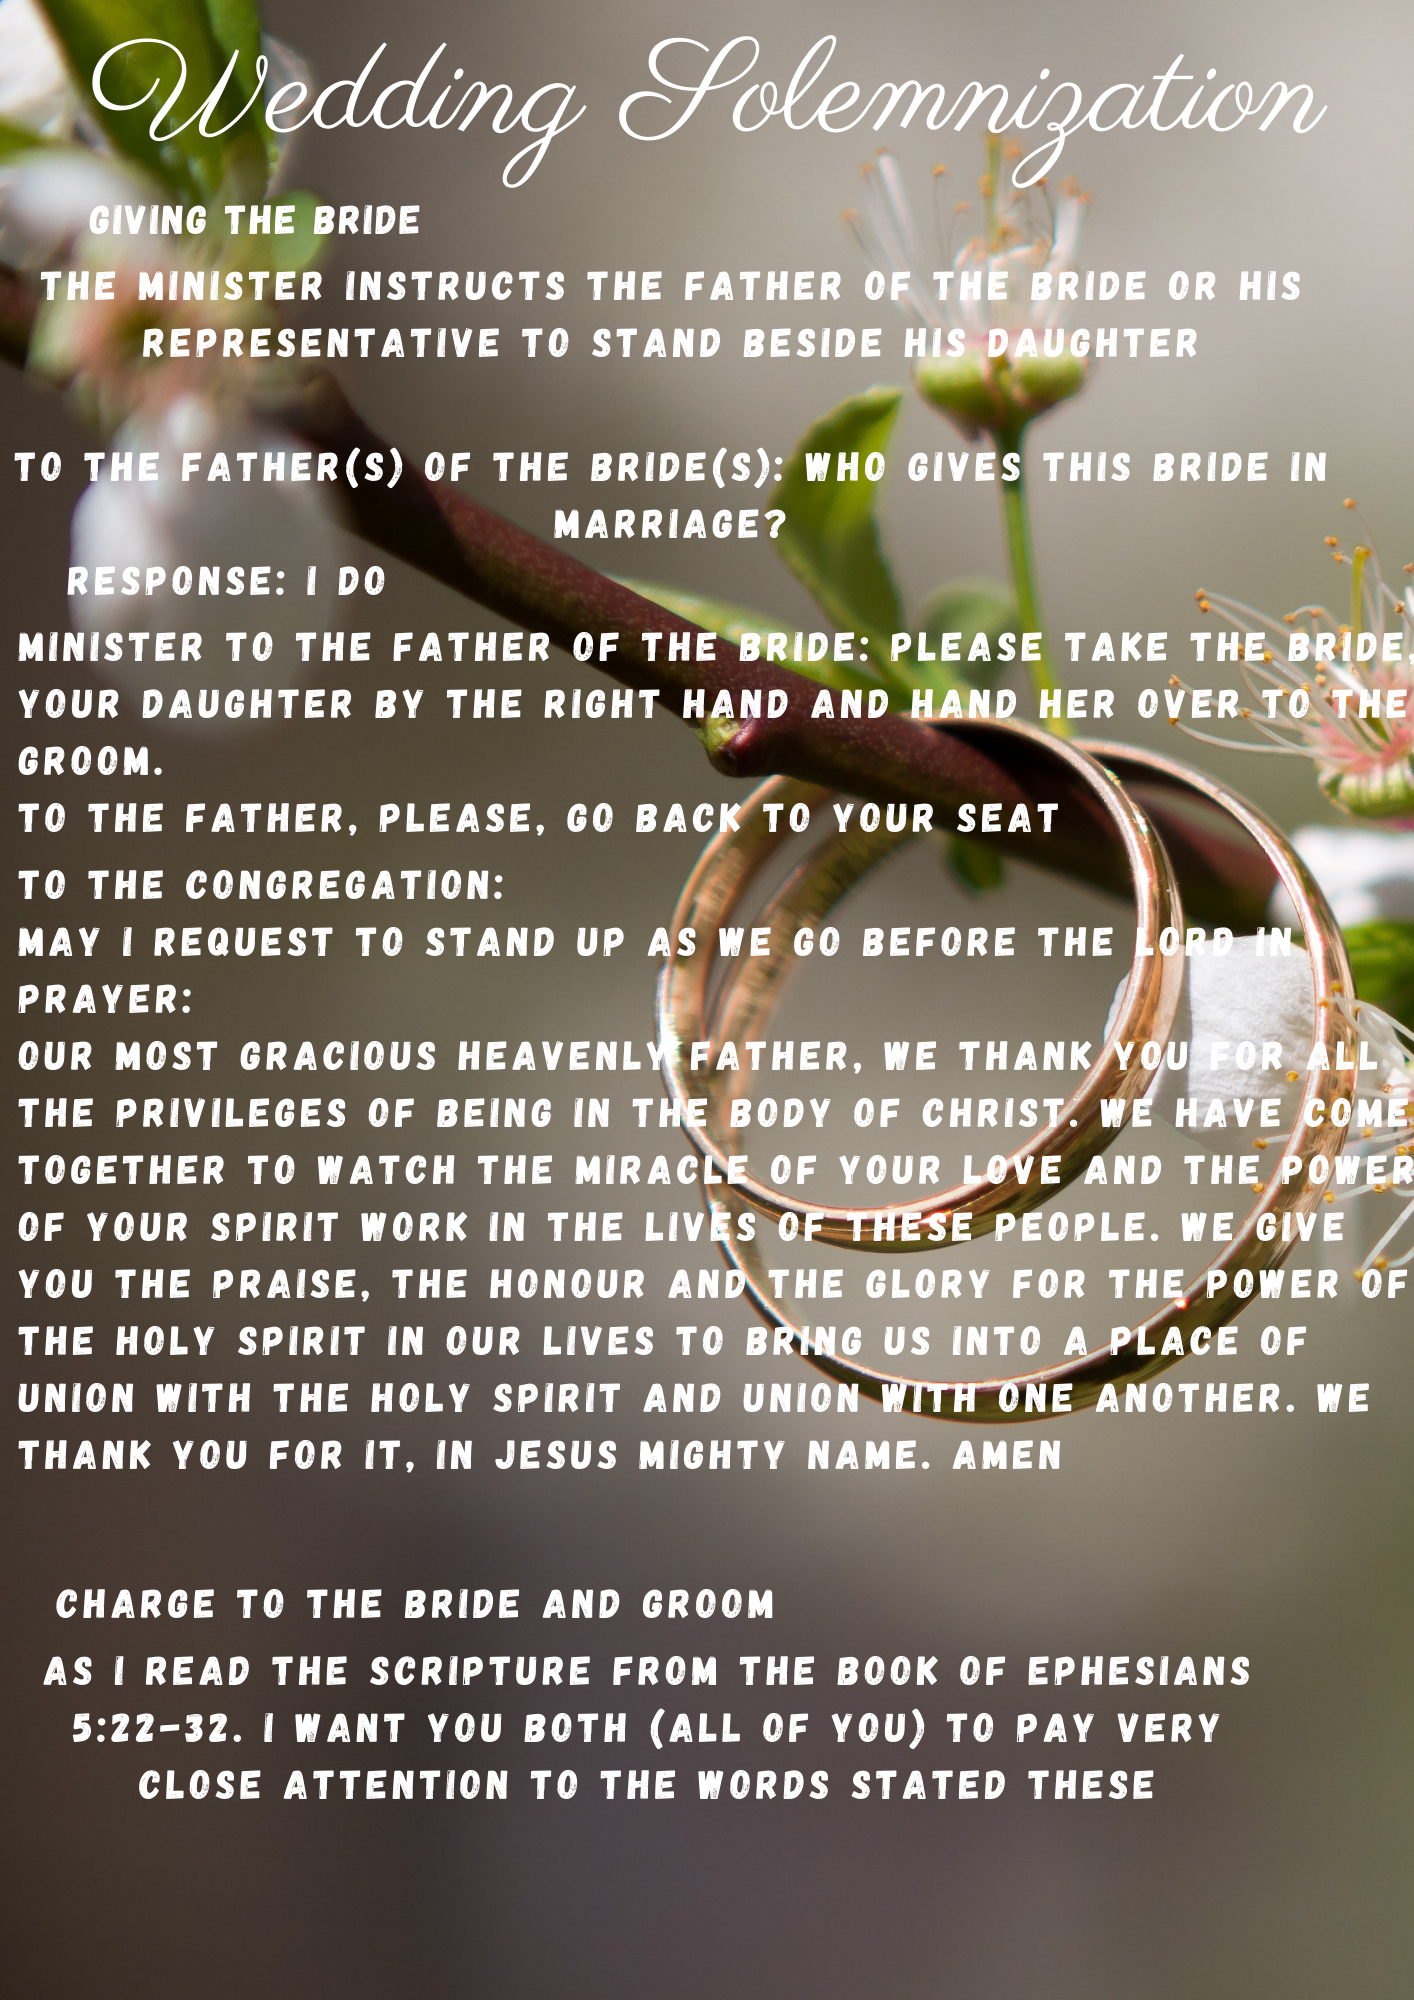 Wedding Solemnization
GIVING THE BRIDE
THE MINISTER INSTRUCTS THE FATHER OF THE BRIDE OR HIS
REPRESENTATIVE TO STAND BESIDE HIS DAUGHTER
TO THE FATHER(S) OF THE BRIDE(S): WHO GIVES THIS BRIDE IN
MARRIAGE?
RESPONSE: I DO
MINISTER TO THE FATHER OF THE BRIDE: PLEASE TAKE THE BRIDE,
YOUR DAUGHTER BY THE RIGHT HAND AND HAND HER OVER TO THE
GROOM.
TO THE FATHER, PLEASE, GO BACK TO YOUR SEAT
TO THE CONGREGATION:
MAY I REQUEST TO STAND UP AS WE GO BEFORE THE LORD IN
PRAYER:
OUR MOST GRACIOUS HEAVENLY FATHER, WE THANK YOU FOR ALL
THE PRIVILEGES OF BEING IN THE BODY OF CHRIST. WE HAVE COME
TOGETHER TO WATCH THE MIRACLE OF YOUR LOVE AND THE POWER
OF YOUR SPIRIT WORK IN THE LIVES OF THESE PEOPLE. WE GIVE
YOU THE PRAISE, THE HONOUR AND THE GLORY FOR THE POWER OF
THE HOLY SPIRIT IN OUR LIVES TO BRING US INTO A PLACE OF
UNION WITH THE HOLY SPIRIT AND UNION WITH ONE ANOTHER. WE
THANK YOU FOR IT, IN JESUS MIGHTY NAME. AMEN
CHARGE TO THE BRIDE AND GROOM
AS I READ THE SCRIPTURE FROM THE BOOK OF EPHESIANS
5:22-32. I WANT YOU BOTH (ALL OF YOU) TO PAY VERY
CLOSE ATTENTION TO THE WORDS STATED THESE